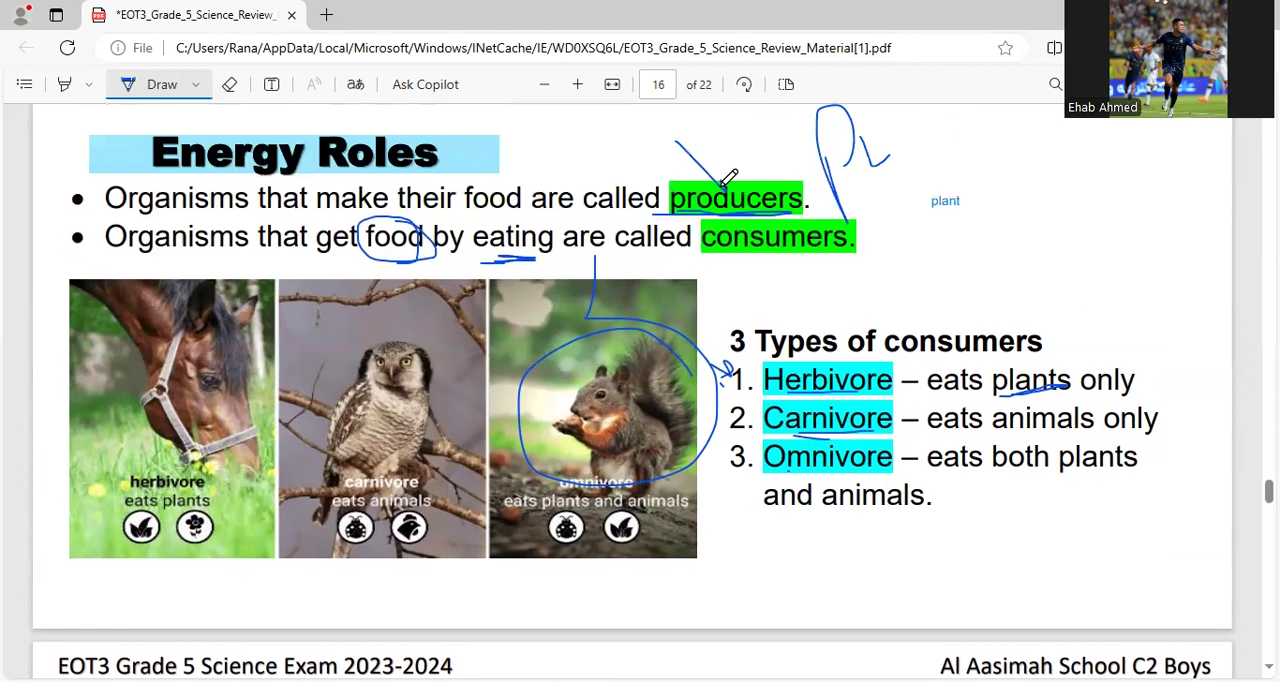 *EOT3_Grade_5_Science_Review_
File C:/Users/Rana/AppData/Local/Microsoft/Windows/INetCache/IE/WD0XSQ6L/EOT3_Grade_5_Science_Review_Material[1].pdf
Draw aあ Ask Copilot 16 of 22
Ehab Ahmed
Energy Roles
• Organisms that make their food are called producers.
• Organisms that get food by eating are called consumers.
plant
herbivore
eats plants
carnivore
eats animals
omnivore
eats plants and animals
3 Types of consumers
1. Herbivore – eats plants only
2. Carnivore – eats animals only
3. Omnivore – eats both plants
and animals.
EOT3 Grade 5 Science Exam 2023-2024 Al Aasimah School C2 Boys